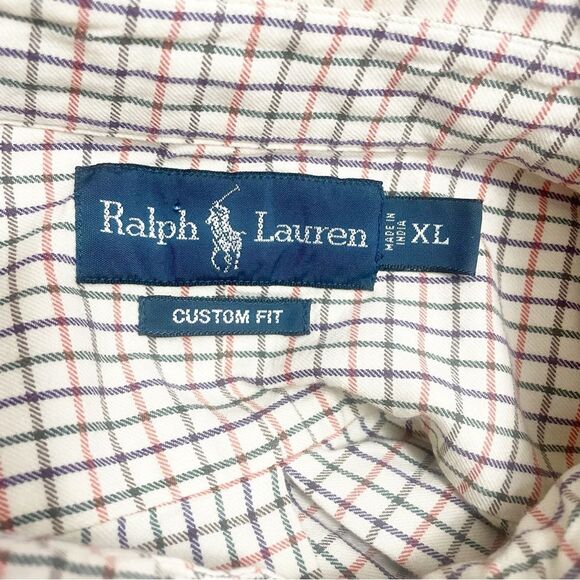 Ralph Lauren
MADE IN
INDIA
XL
CUSTOM FIT